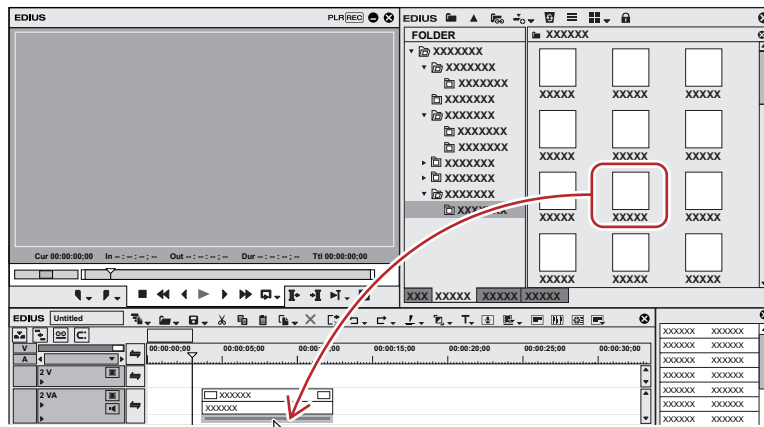 EDIUS
PLR REC
Cur 00:00:00;00 In --:--:--;-- Out --:--:--;-- Dur --:--:--;-- Ttl 00:00:00;00
EDIUS
FOLDER
XXXXXXX
XXXXXXX
XXXXXXX
XXXXXXX
XXXXXXX
XXXXXXX
XXXXXXX
XXXXXXX
XXXXXXX
XXXXXXX
XXXXXX
XXXXX XXXXX XXXXX
XXXXX XXXXX XXXXX
XXXXX XXXXX XXXXX
XXXXX XXXXX XXXXX
XXX XXXXX XXXXX XXXXX
EDIUS Untitled
V
A
00:00:00;00 00:00:05;00 00:00:15;00 00:00:20;00 00:00:25;00 00:00:30;00
2 V
2 VA
XXXXXX
XXXXXX
XXXXXX XXXXXX
XXXXXX XXXXXX
XXXXXX XXXXXX
XXXXXX XXXXXX
XXXXXX XXXXXX
XXXXXX XXXXXX
XXXXXX XXXXXX